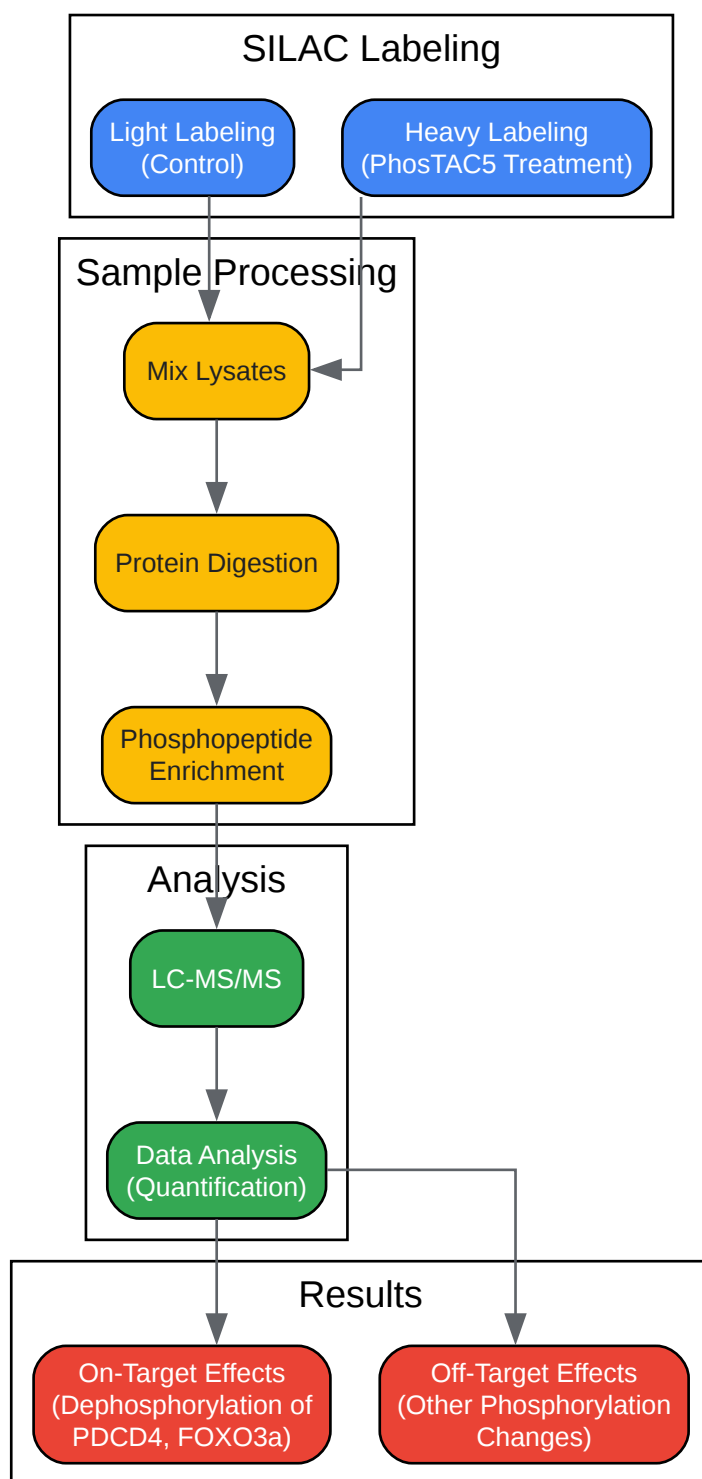 SILAC Labeling
Light Labeling
(Control)
Heavy Labeling
(PhosTAC5 Treatment)
Sample Processing
Mix Lysates
Protein Digestion
Phosphopeptide
Enrichment
Analysis
LC-MS/MS
Data Analysis
(Quantification)
Results
On-Target Effects
(Dephosphorylation of
PDCD4, FOXO3a)
Off-Target Effects
(Other Phosphorylation
Changes)